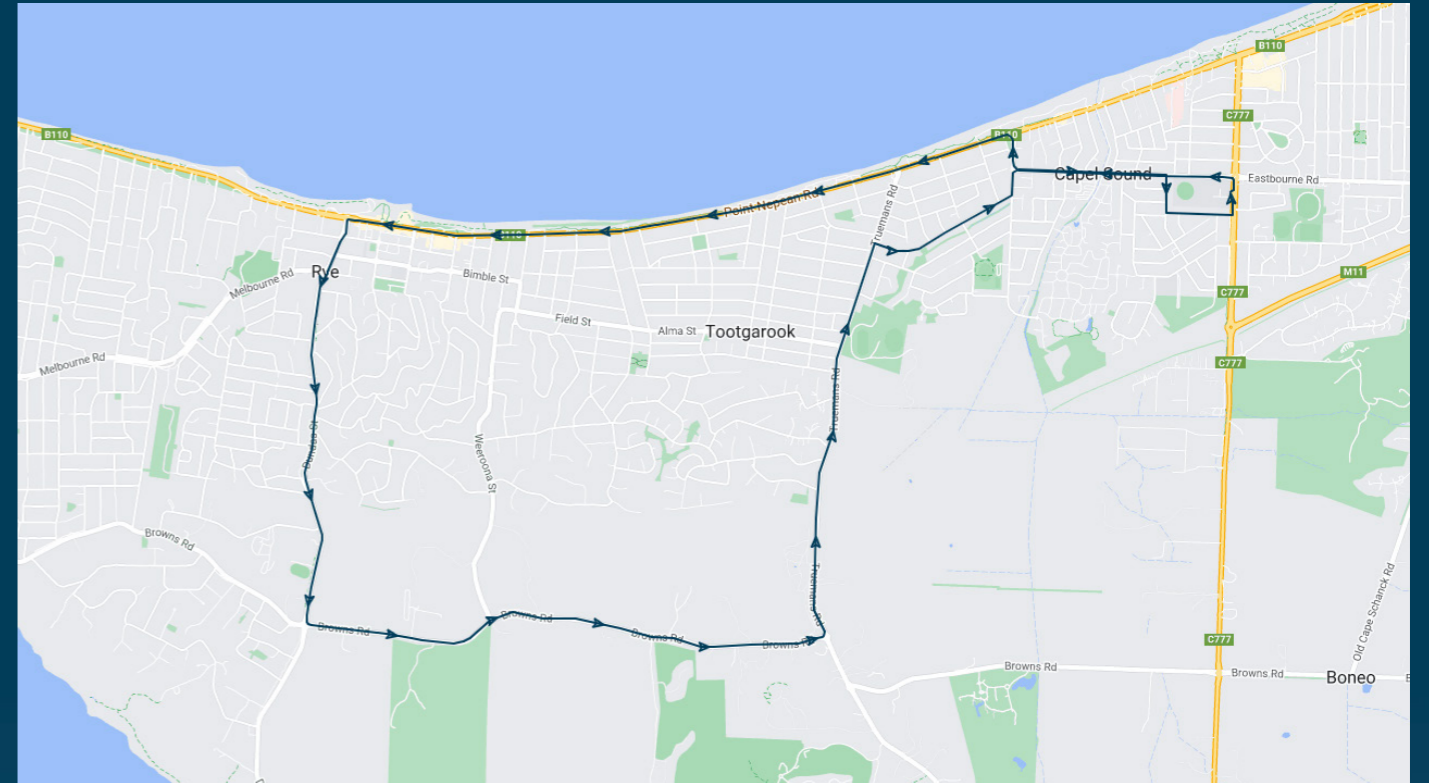 B110
B110
C777
B110
Capel Sound
Eastbourne Rd
Point Nepean Rd
Truemans Rd
Rye
Melbourne Rd
Bimble St
M11
C777
Field St
Alma St
Tootgarook
Melbourne Rd
C777
Truemans Rd
Dundas St
Weeroona St
Browns Rd
Truemans Rd
Browns Rd
Browns Rd
Browns Rd
Old Cape Schanck Rd
C777
Browns Rd
Browns Rd
Boneo